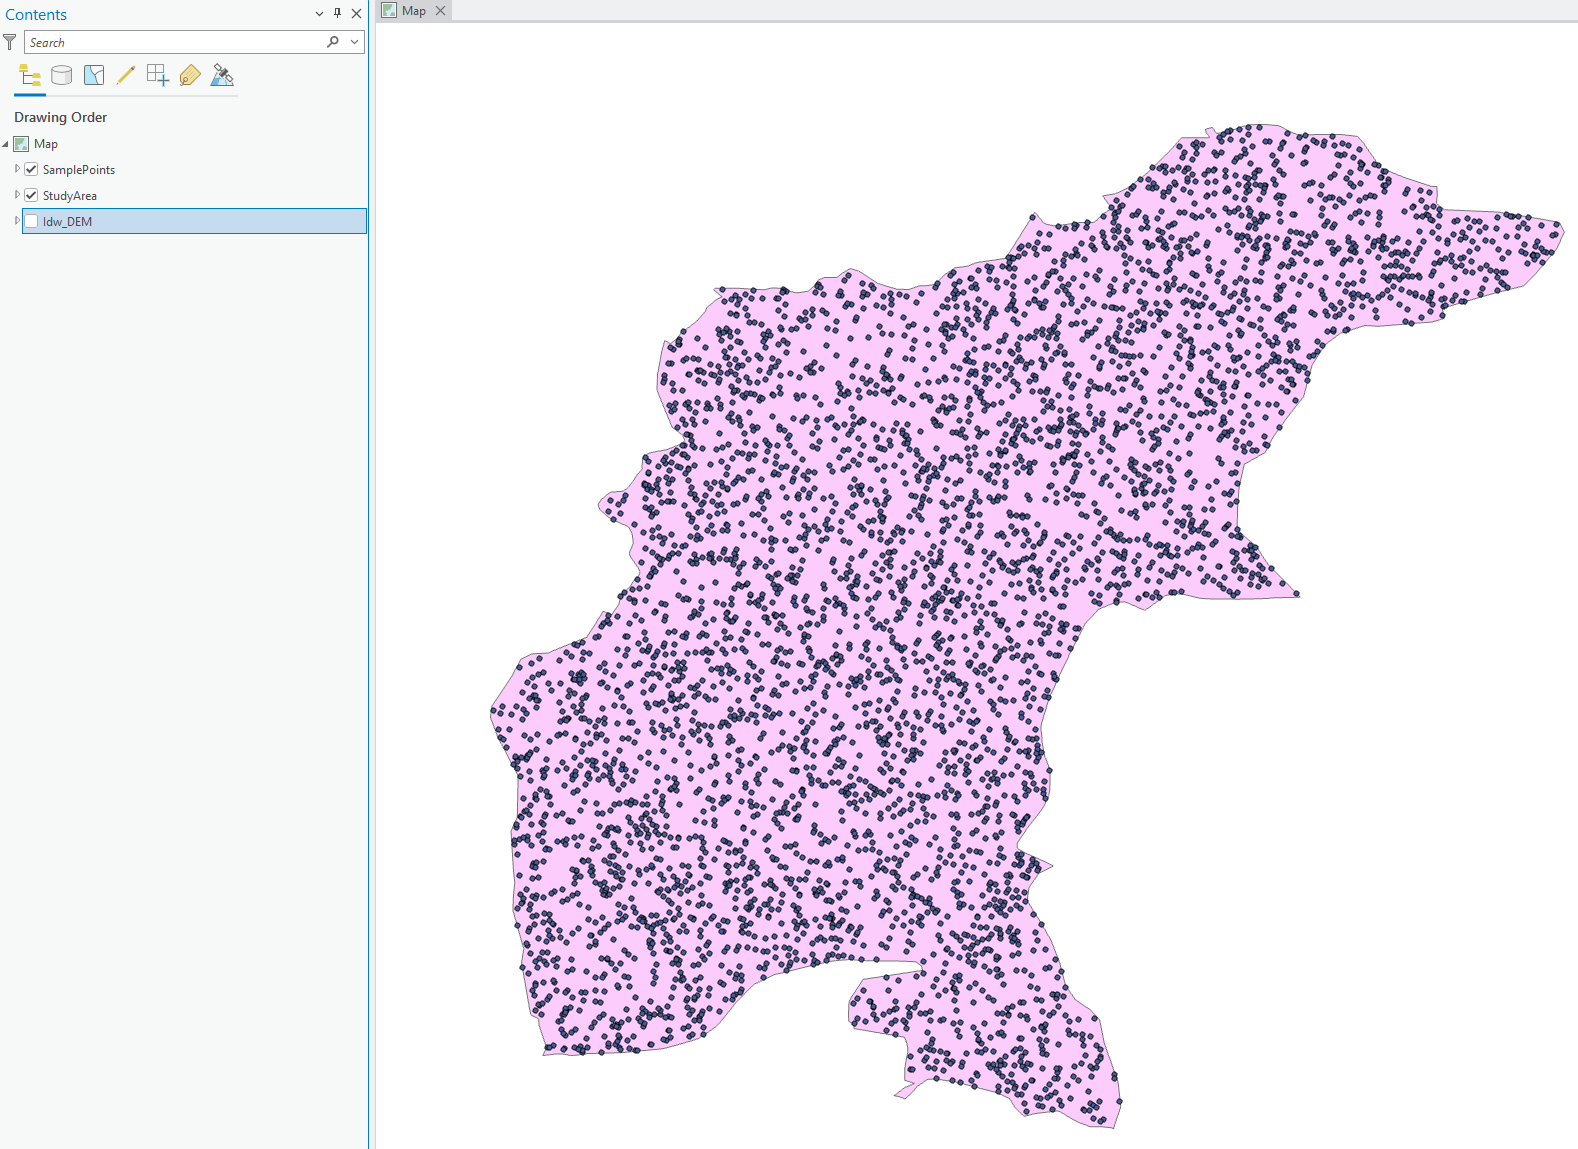 Contents
Map
Search
Drawing Order
Map
SamplePoints
StudyArea
Idw_DEM